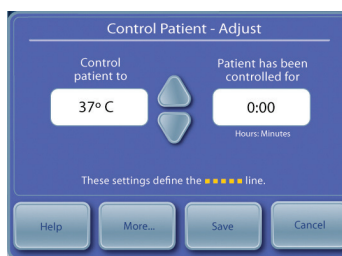 Control Patient - Adjust
Control
patient to
37º C
Patient has been
controlled for
0:00
Hours: Minutes
These settings define the ▪▪▪▪▪ line.
Help
More...
Save
Cancel